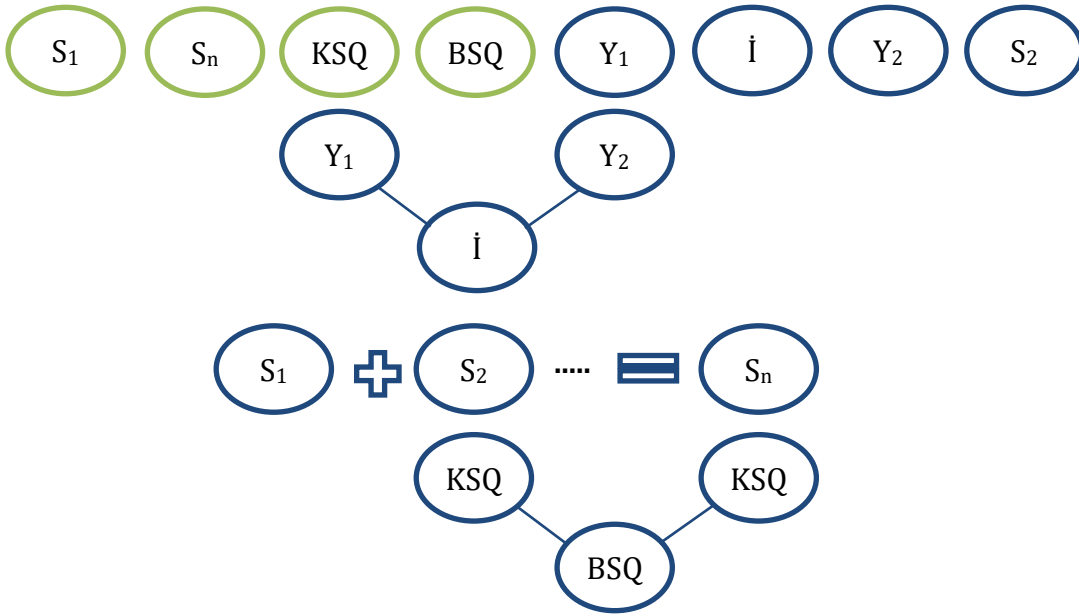 S₁ Sₙ KSQ BSQ Y₁ İ Y₂ S₂
Y₁ Y₂
İ
S₁ + S₂ ..... = Sₙ
KSQ KSQ
BSQ